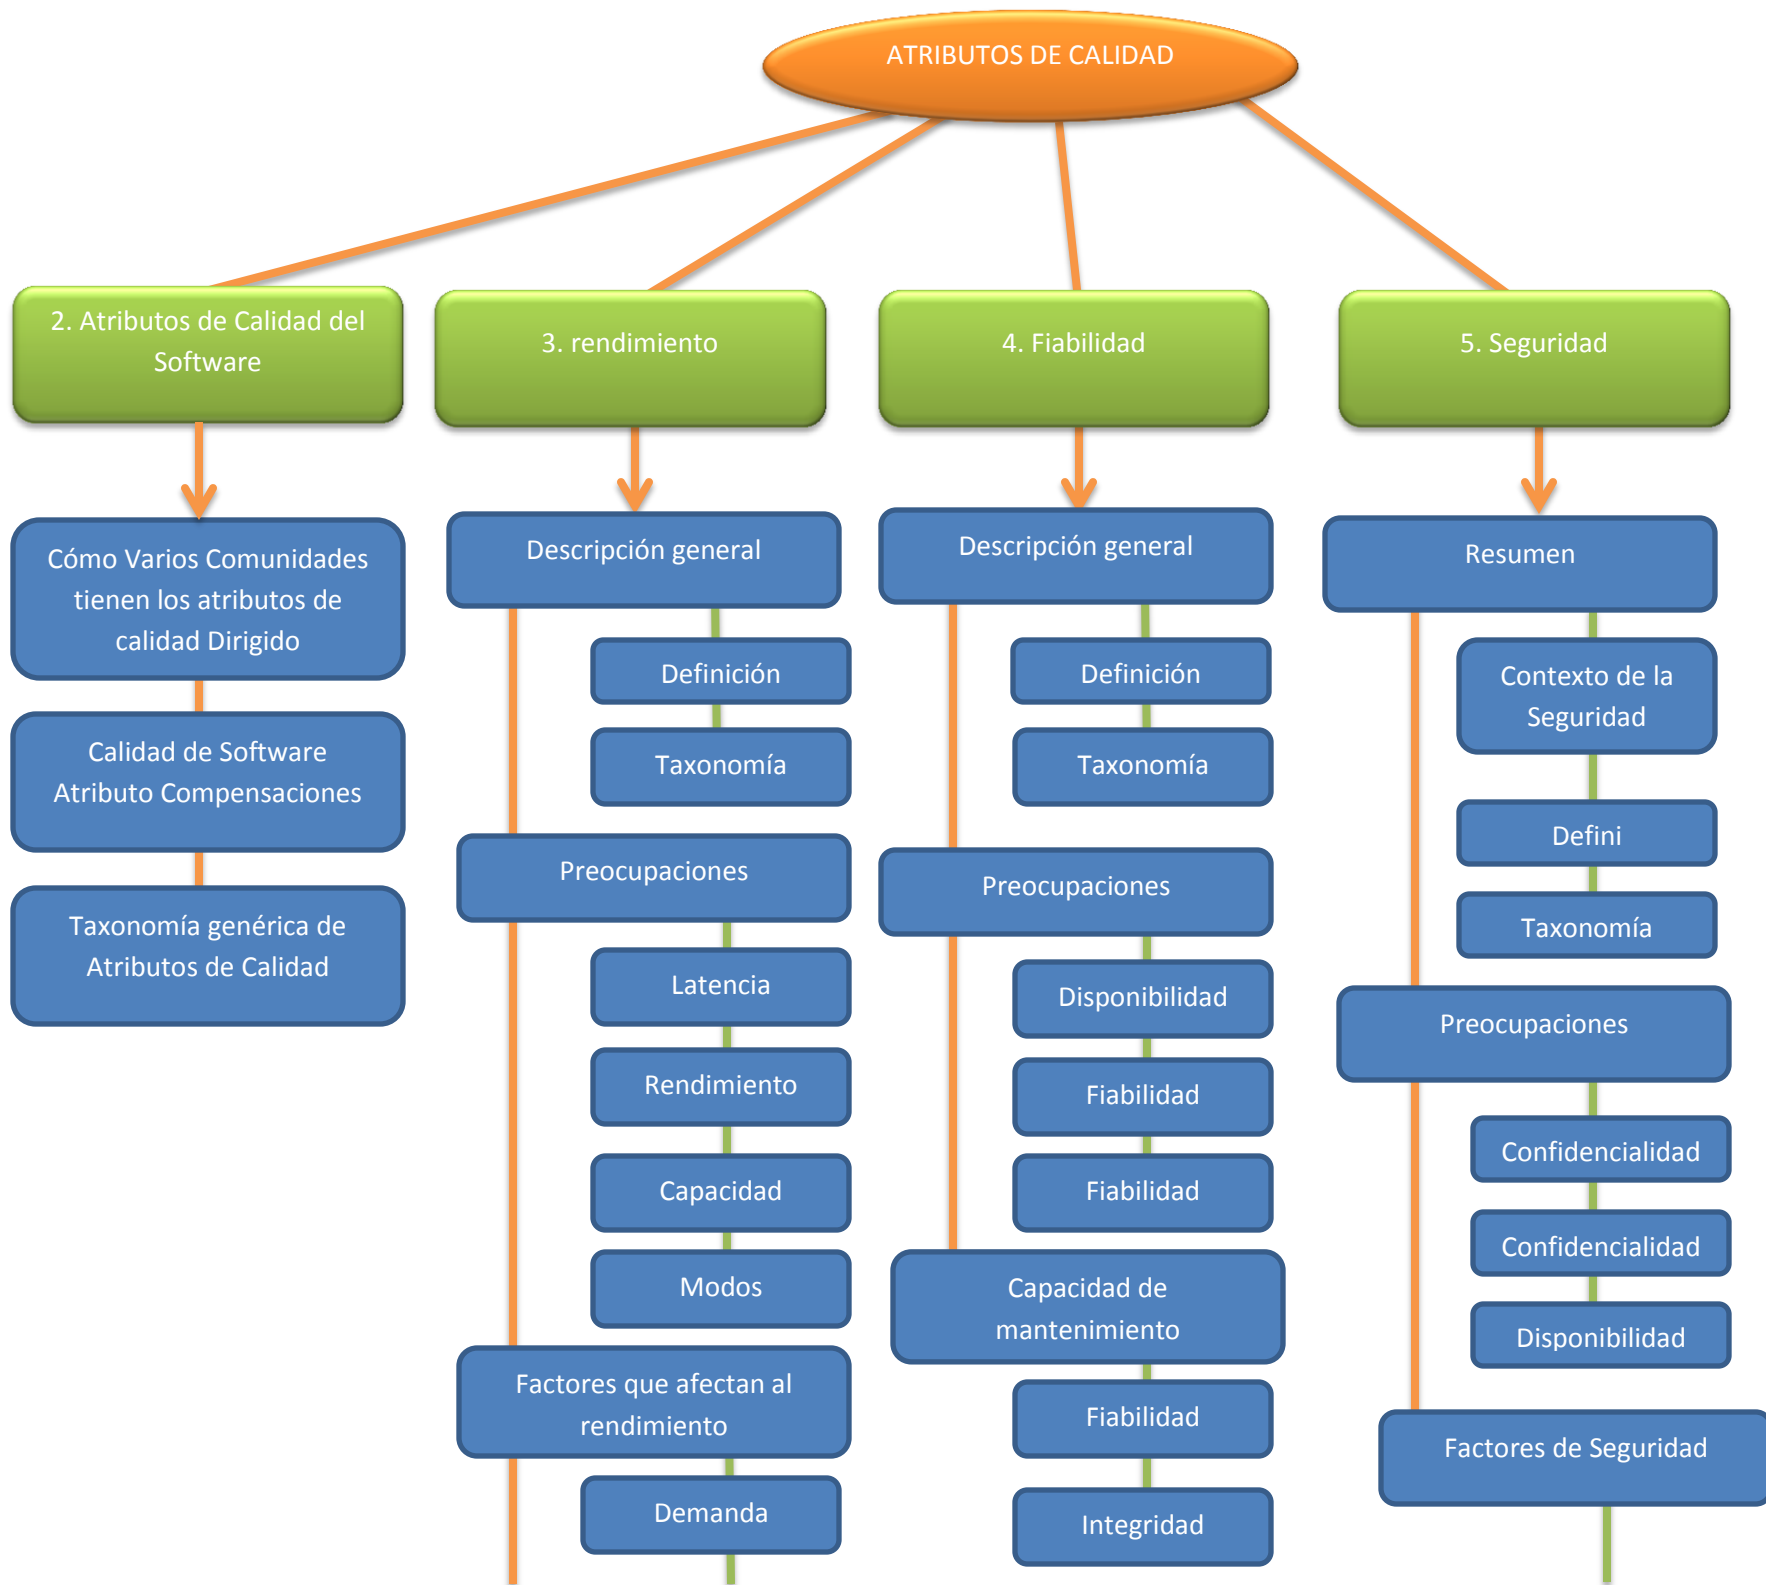 ATRIBUTOS DE CALIDAD
2. Atributos de Calidad del
Software
Cómo Varios Comunidades
tienen los atributos de
calidad Dirigido
Calidad de Software
Atributo Compensaciones
Taxonomía genérica de
Atributos de Calidad
3. rendimiento
Descripción general
Definición
Taxonomía
Preocupaciones
Latencia
Rendimiento
Capacidad
Modos
Factores que afectan al
rendimiento
Demanda
4. Fiabilidad
Descripción general
Definición
Taxonomía
Preocupaciones
Disponibilidad
Fiabilidad
Fiabilidad
Capacidad de
mantenimiento
Fiabilidad
Integridad
5. Seguridad
Resumen
Contexto de la
Seguridad
Defini
Taxonomía
Preocupaciones
Confidencialidad
Confidencialidad
Disponibilidad
Factores de Seguridad